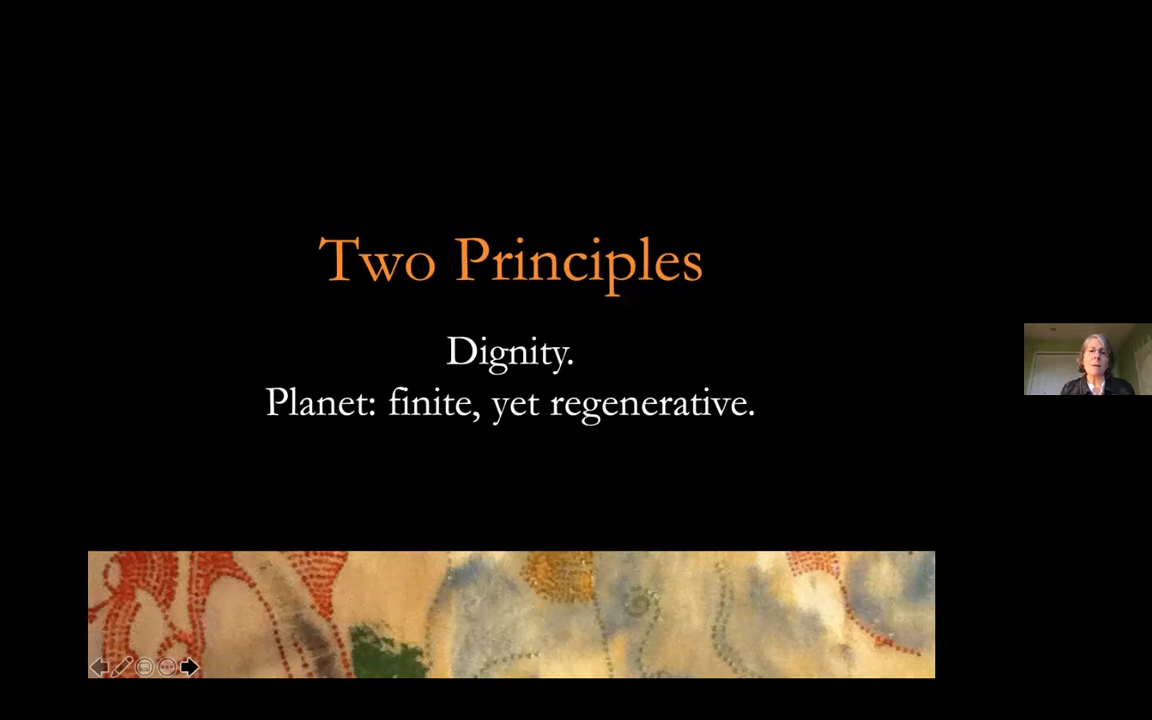 Two Principles
Dignity.
Planet: finite, yet regenerative.